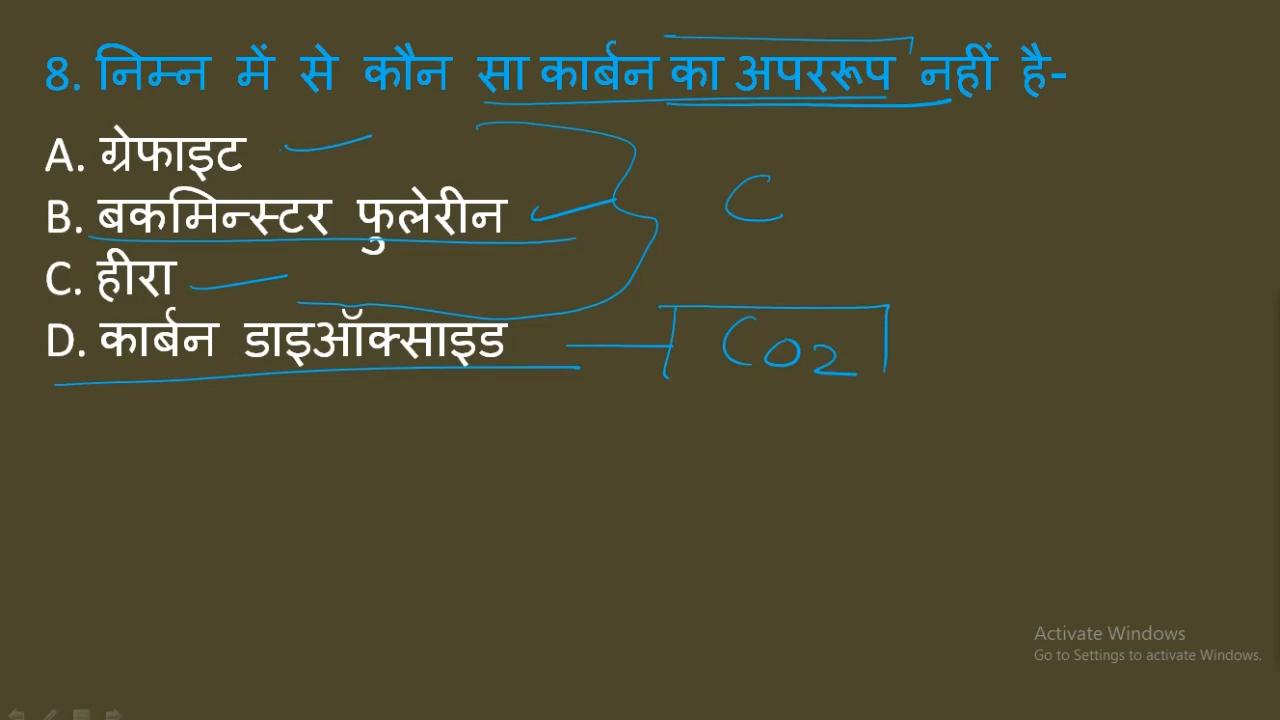 8. निम्न में से कौन सा कार्बन का अपररूप नहीं है-
A. ग्रेफाइट
B. बकमिन्स्टर फुलेरीन
C
C. हीरा
D. कार्बन डाइऑक्साइड
CO2
Activate Windows
Go to Settings to activate Windows.